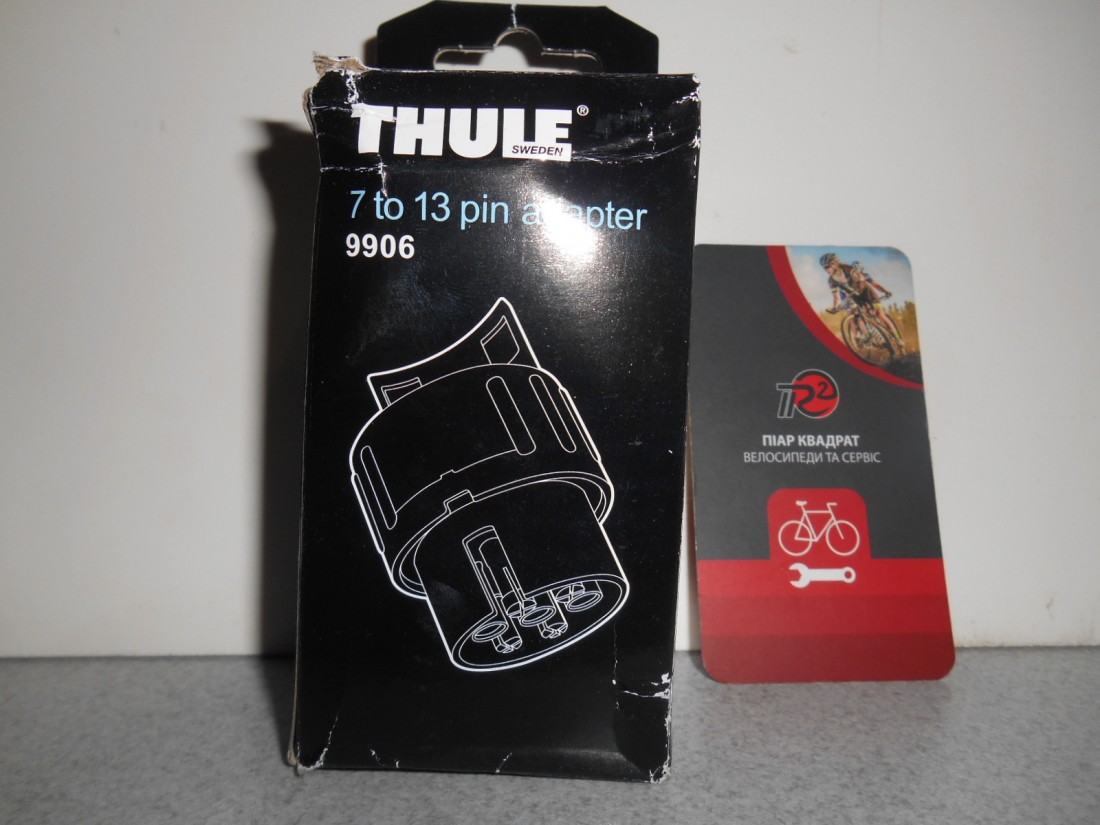 THULE®
SWEDEN
7 to 13 pin adapter
9906
ПІАР КВАДРАТ
ВЕЛОСИПЕДИ ТА СЕРВІС